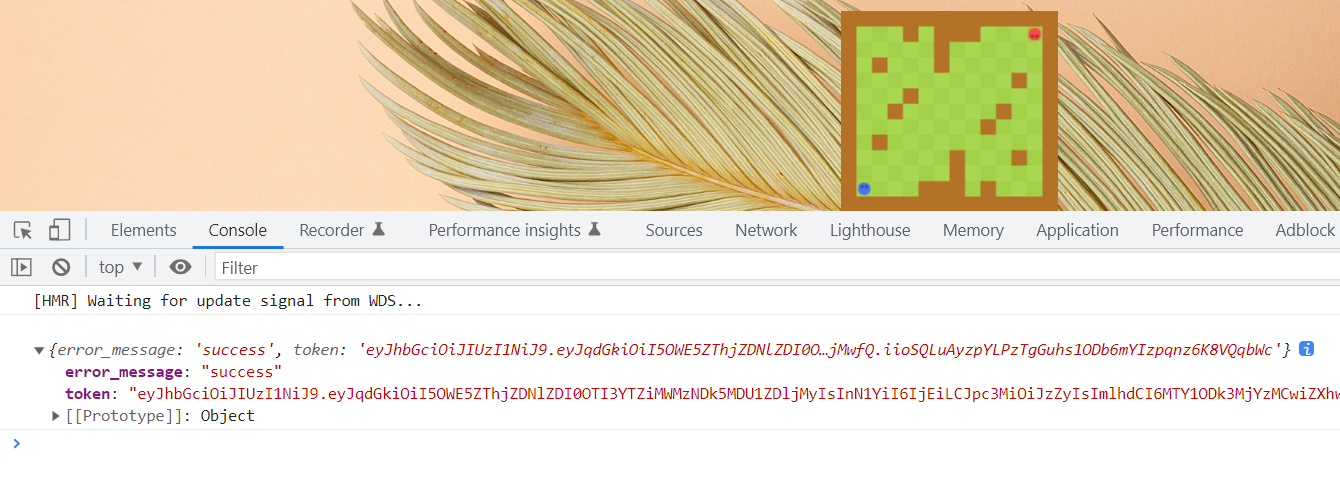 Elements Console Recorder Performance insights Sources Network Lighthouse Memory Application Performance Adblock
top Filter
[HMR] Waiting for update signal from WDS...
{error_message: 'success', token: 'eyJhbGciOiJIUzI1NiJ9.eyJqdGkiOiI5OWE5ZThjZDNlZDI0O…jMwfQ.iioSQLuAyzpYLPzTgGuhs1ODb6mYIzpqnz6K8VQqbWc'}
error_message: "success"
token: "eyJhbGciOiJIUzI1NiJ9.eyJqdGkiOiI5OWE5ZThjZDNlZDI0OTI3YTZiMWMzNDk5MDU1ZDljMyIsInN1YiI6IjEiLCJpc3MiOiJzZyIsImlhdCI6MTY1ODk3MjYzMCwiZXhw
[[Prototype]]: Object